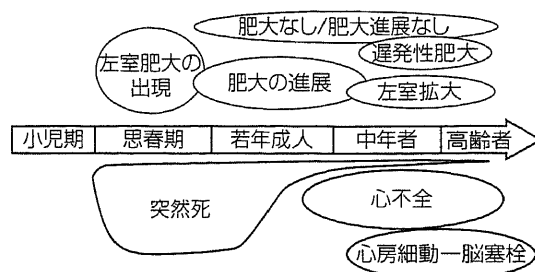 肥大なし/肥大進展なし
左室肥大の
出現
肥大の進展
遅発性肥大
左室拡大
小児期 思春期 若年成人 中年者 高齢者
突然死
心不全
心房細動―脳塞栓